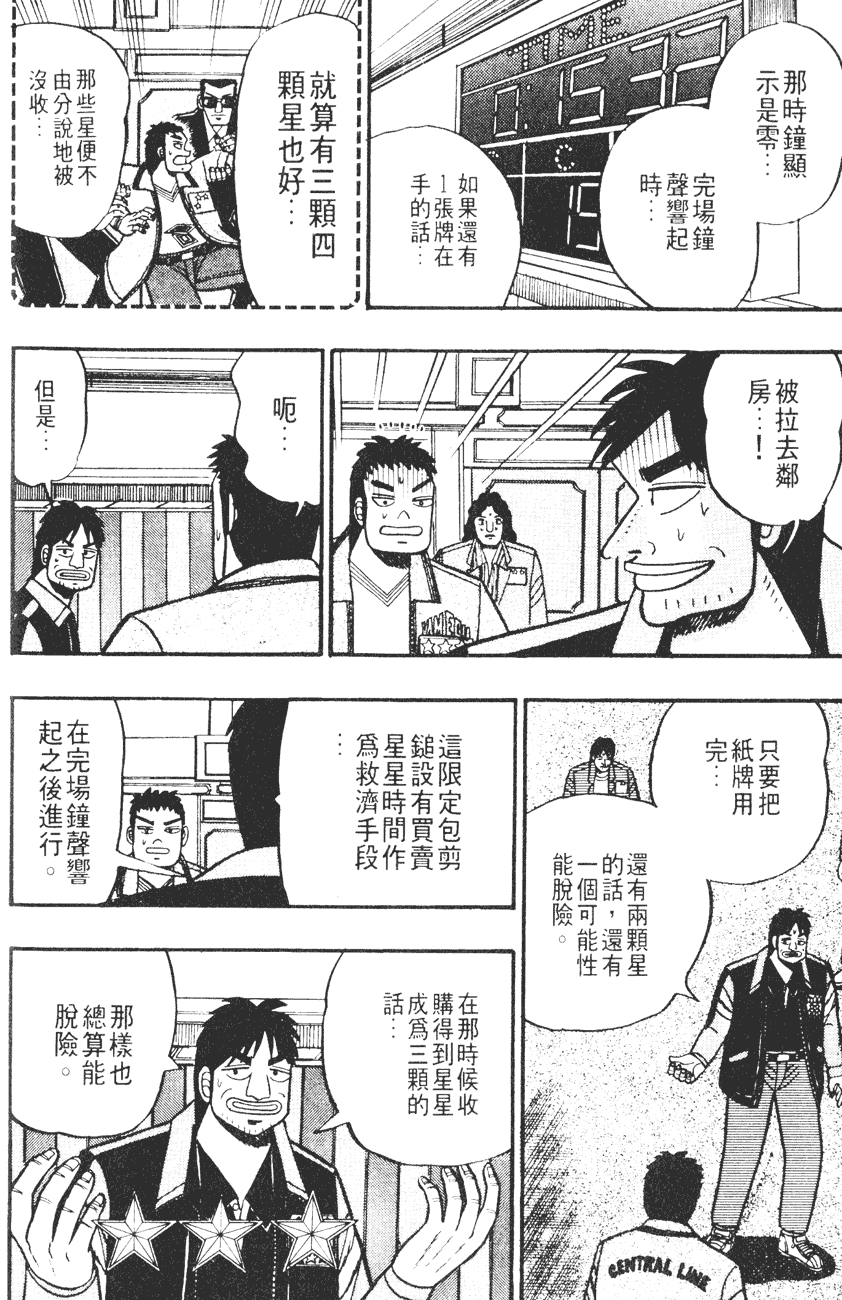 那時鐘顯
示是零…
TIME
0:15 32
C
完場鐘
聲響起
時…
如果還有
1張牌在
手的話…
就算有三顆四
顆星也好…
那些星便不
由分說地被
沒收…
被拉去鄰
房…!
呃…
但是…
只要把
紙牌用
完…
還有兩顆星
的話，還有
一個可能性
能脫險。
CENTRAL LINE
這限定包剪
鎚設有買賣
星星時間作
爲救濟手段
…
在完場鐘聲響
起之後進行。
在那時候收
購得到星星
成爲三顆的
話…
那樣也
總算能
脫險。